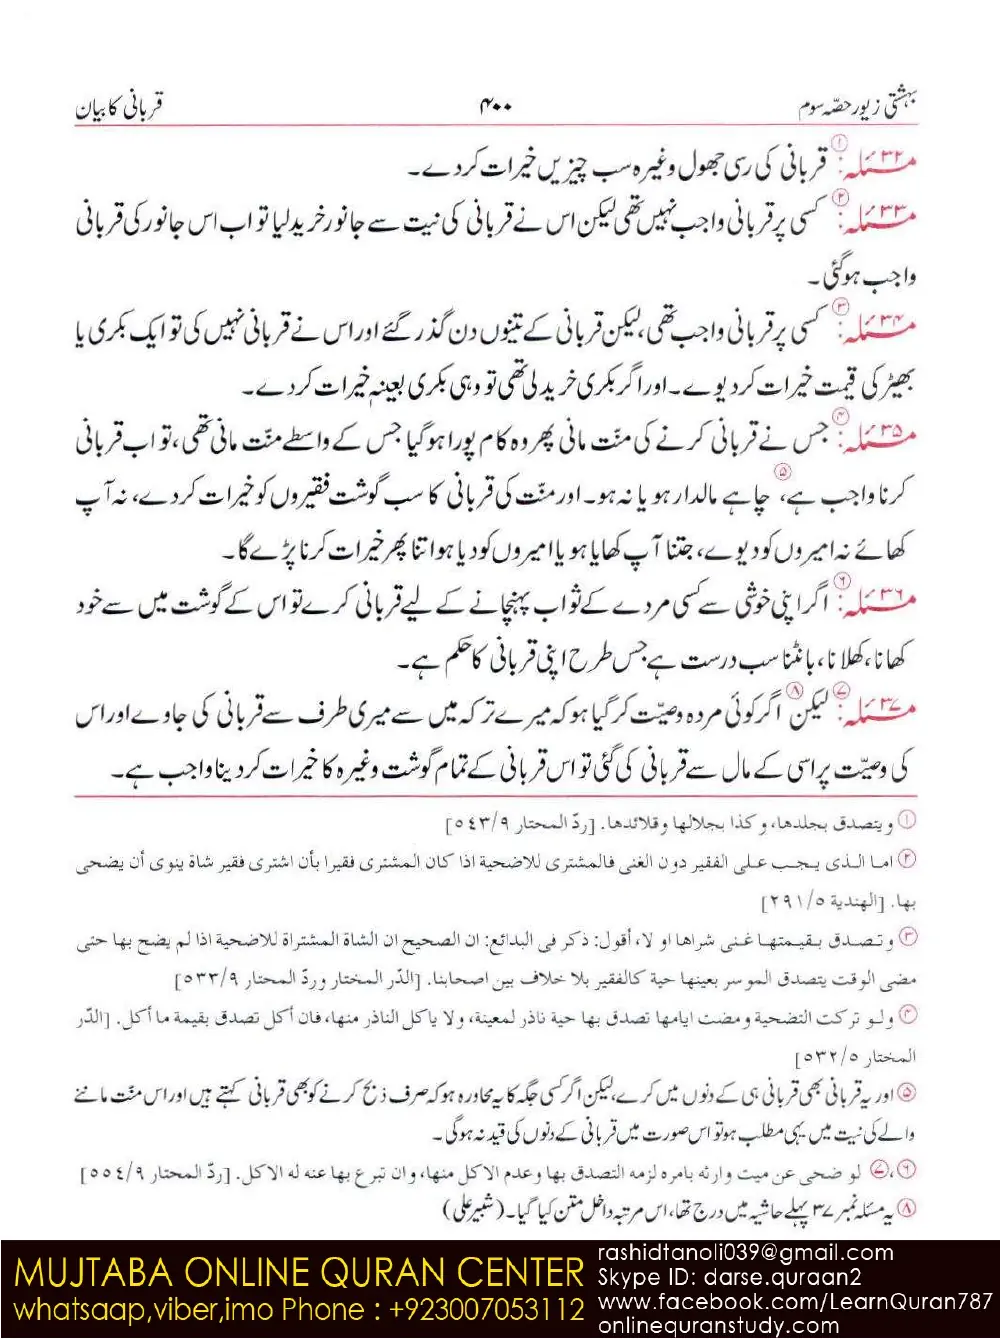 بہشتی زیور حصّہ سوم ۴۰۰ قربانی کا بیان
مسئلہ ۳۲: ① قربانی کی رسی جھول وغیرہ سب چیزیں خیرات کردے۔
مسئلہ ۳۳: ② کسی پر قربانی واجب نہیں تھی لیکن اس نے قربانی کی نیت سے جانور خرید لیا تو اب اس جانور کی قربانی
واجب ہوگئی۔
مسئلہ ۳۴: ③ کسی پر قربانی واجب تھی، لیکن قربانی کے تینوں دن گذر گئے اور اس نے قربانی نہیں کی تو ایک بکری یا
بھیڑ کی قیمت خیرات کردیوے۔ اور اگر بکری خرید لی تھی تو وہی بکری بعینہٖ خیرات کردے۔
مسئلہ ۳۵: ④ جس نے قربانی کرنے کی منّت مانی پھر وہ کام پورا ہوگیا جس کے واسطے منّت مانی تھی، تو اب قربانی
کرنا واجب ہے، ⑤ چاہے مالدار ہو یا نہ ہو۔ اور منّت کی قربانی کا سب گوشت فقیروں کو خیرات کردے، نہ آپ
کھائے نہ امیروں کو دیوے، جتنا آپ کھایا ہو یا امیروں کو دیا ہو اتنا پھر خیرات کرنا پڑے گا۔
مسئلہ ۳۶: ⑥ اگر اپنی خوشی سے کسی مردے کے ثواب پہنچانے کے لیے قربانی کرے تو اس کے گوشت میں سے خود
کھانا، کھلانا، بانٹنا سب درست ہے جس طرح اپنی قربانی کا حکم ہے۔
مسئلہ ۳۷: ⑦ لیکن ⑧ اگر کوئی مردہ وصیّت کر گیا ہو کہ میرے ترکہ میں سے میری طرف سے قربانی کی جاوے اور اس
کی وصیّت پر اسی کے مال سے قربانی کی گئی تو اس قربانی کے تمام گوشت وغیرہ کا خیرات کردینا واجب ہے۔
① ویتصدق بجلدها، وكذا بجلالها وقلائدها. [ردّ المحتار ٥٤٣/٩]
② اما الذى يجب على الفقير دون الغنى فالمشترى للاضحية اذا كان المشترى فقيرا بأن اشترى فقير شاة ينوى أن يضحى
بها. [الهندية ٢٩١/٥]
③ وتصدق بقيمتها غنى شراها او لا، أقول: ذكر فى البدائع: ان الصحيح ان الشاة المشتراة للاضحية اذا لم يضح بها حتى
مضى الوقت يتصدق الموسر بعينها حية كالفقير بلا خلاف بين اصحابنا. [الدّر المختار وردّ المحتار ٥٣٣/٩]
④ ولو تركت التضحية ومضت ايامها تصدق بها حية ناذر لمعينة، ولا ياكل الناذر منها، فان أكل تصدق بقيمة ما أكل. [الدّر
المختار ٥٣٢/٥]
⑤ اور یہ قربانی بھی قربانی ہی کے دنوں میں کرے، لیکن اگر کسی جگہ کا یہ محاورہ ہو کہ صرف ذبح کرنے کو بھی قربانی کہتے ہیں اور اس منّت ماننے
والے کی نیت میں یہی مطلب ہو تو اس صورت میں قربانی کے دنوں کی قید نہ ہوگی۔
⑥،⑦ لو ضحى عن ميت وارثه بامره لزمه التصدق بها وعدم الاكل منها، وان تبرع بها عنه له الاكل. [ردّ المحتار ٥٥٤/٩]
⑧ یہ مسئلہ نمبر ۳۷ پہلے حاشیہ میں درج تھا، اس مرتبہ داخل متن کیا گیا۔ (شبیر علی)
MUJTABA ONLINE QURAN CENTER
whatsaap,viber,imo Phone : +923007053112
rashidtanoli039@gmail.com
Skype ID: darse.quraan2
www.facebook.com/LearnQuran787
onlinequranstudy.com